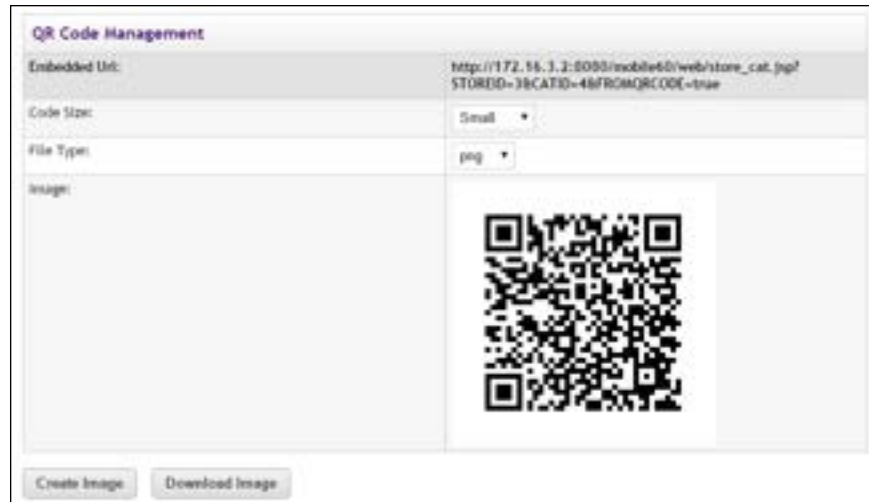 QR Code Management
Embedded Url:
http://172.16.3.2:8080/mobile60/web/store_cat.jsp?
STOREID=3&CATID=4&FROMQRCODE=true
Code Size:
Small
File Type:
png
Image:
Create Image
Download Image